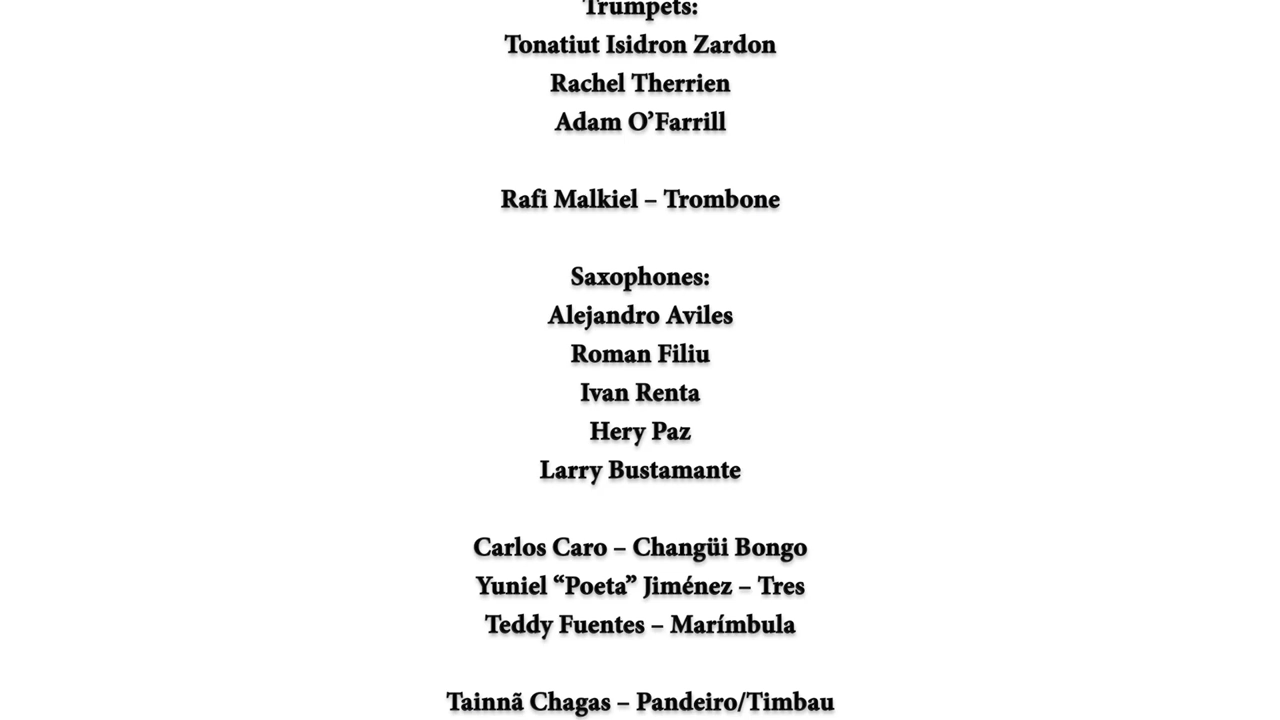 Trumpets:
Tonatiut Isidron Zardon
Rachel Therrien
Adam O’Farrill
Rafi Malkiel – Trombone
Saxophones:
Alejandro Aviles
Roman Filiu
Ivan Renta
Hery Paz
Larry Bustamante
Carlos Caro – Changüi Bongo
Yuniel “Poeta” Jiménez – Tres
Teddy Fuentes – Marímbula
Tainnã Chagas – Pandeiro/Timbau